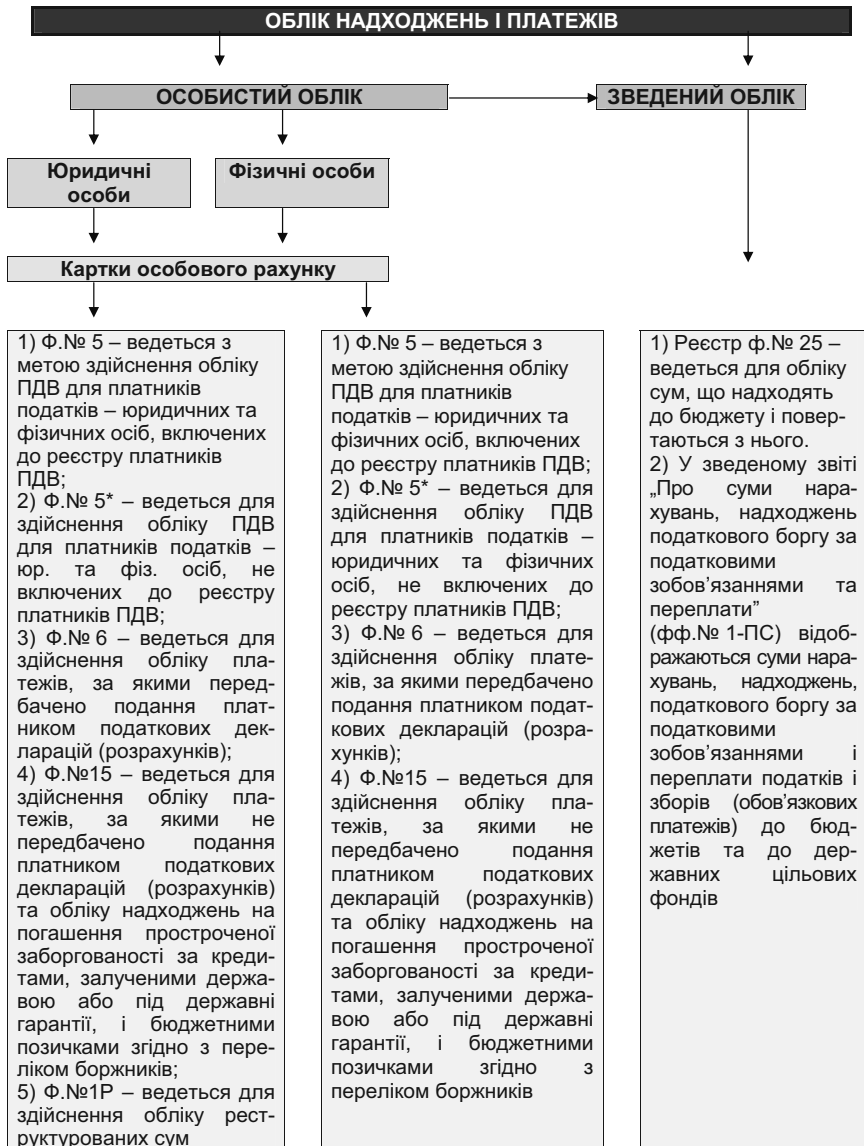 ОБЛІК НАДХОДЖЕНЬ І ПЛАТЕЖІВ
ОСОБИСТИЙ ОБЛІК
ЗВЕДЕНИЙ ОБЛІК
Юридичні
особи
Фізичні особи
Картки особового рахунку
1) Ф.№ 5 – ведеться з
метою здійснення обліку
ПДВ для платників
податків – юридичних та
фізичних осіб, включених
до реєстру платників
ПДВ;
2) Ф.№ 5* – ведеться для
здійснення обліку ПДВ
для платників податків –
юр. та фіз. осіб, не
включених до реєстру
платників ПДВ;
3) Ф.№ 6 – ведеться для
здійснення обліку пла-
тежів, за якими перед-
бачено подання плат-
ником податкових дек-
ларацій (розрахунків);
4) Ф.№15 – ведеться для
здійснення обліку пла-
тежів, за якими не
передбачено подання
платником податкових
декларацій (розрахунків)
та обліку надходжень на
погашення простроченої
заборгованості за креди-
тами, залученими держа-
вою або під державні
гарантії, і бюджетними
позичками згідно з пере-
ліком боржників;
5) Ф.№1Р – ведеться для
здійснення обліку рест-
руктурованих сум
1) Ф.№ 5 – ведеться з
метою здійснення обліку
ПДВ для платників
податків – юридичних та
фізичних осіб, включених
до реєстру платників ПДВ;
2) Ф.№ 5* – ведеться для
здійснення обліку ПДВ
для платників податків –
юридичних та фізичних
осіб, не включених до
реєстру платників ПДВ;
3) Ф.№ 6 – ведеться для
здійснення обліку плате-
жів, за якими передбачено
подання платником подат-
кових декларацій (розра-
хунків);
4) Ф.№15 – ведеться для
здійснення обліку пла-
тежів, за якими не
передбачено подання
платником податкових
декларацій (розрахунків)
та обліку надходжень на
погашення простроченої
заборгованості за креди-
тами, залученими держа-
вою або під державні
гарантії, і бюджетними
позичками згідно з
переліком боржників
1) Реєстр ф.№ 25 –
ведеться для обліку
сум, що надходять
до бюджету і повер-
таються з нього.
2) У зведеному звіті
„Про суми нара-
хувань, надходжень
податкового боргу за
податковими
зобов’язаннями та
переплати”
(фф.№ 1-ПС) відоб-
ражаються суми нара-
хувань, надходжень,
податкового боргу за
податковими
зобов’язаннями і
переплати податків і
зборів (обов’язкових
платежів) до бюд-
жетів та до дер-
жавних цільових
фондів